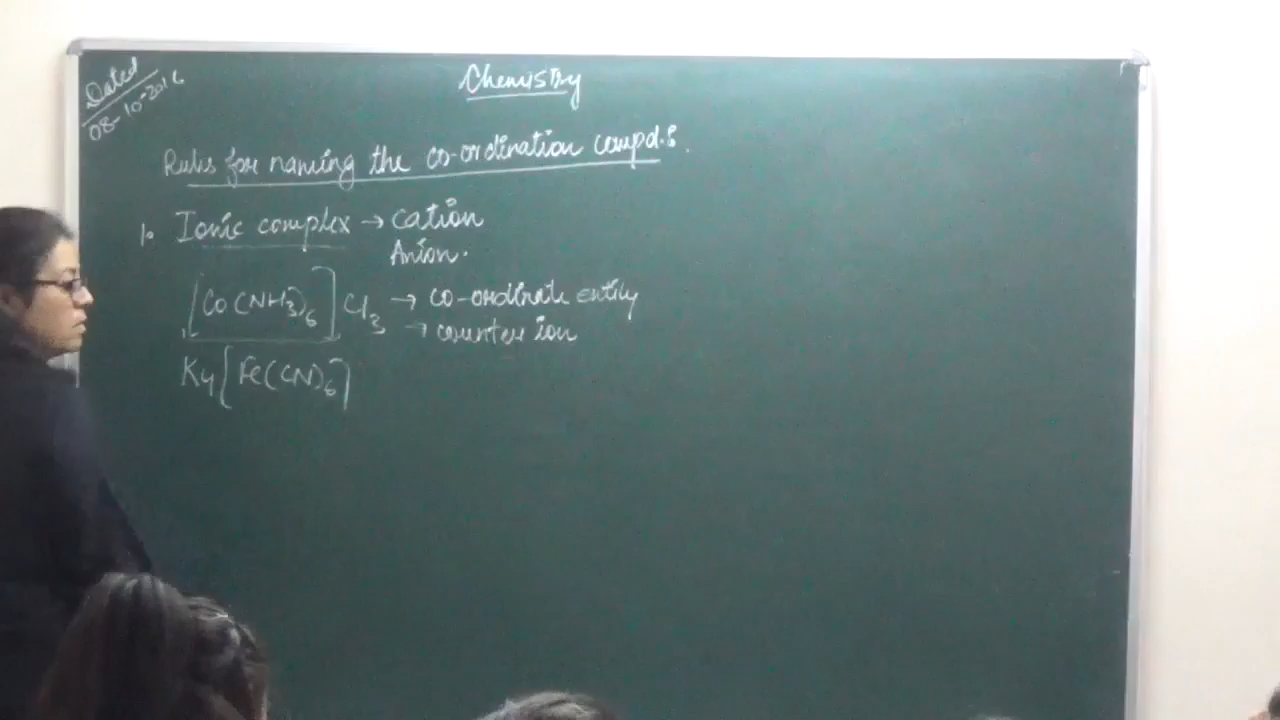 Dated
08-10-2016
Chemistry
Rules for naming the co-ordination compd.s.
1. Ionic complex → cation
Anion.
[Co(NH3)6]Cl3 → co-ordinate entity
→ counter ion
K4[Fe(CN)6]